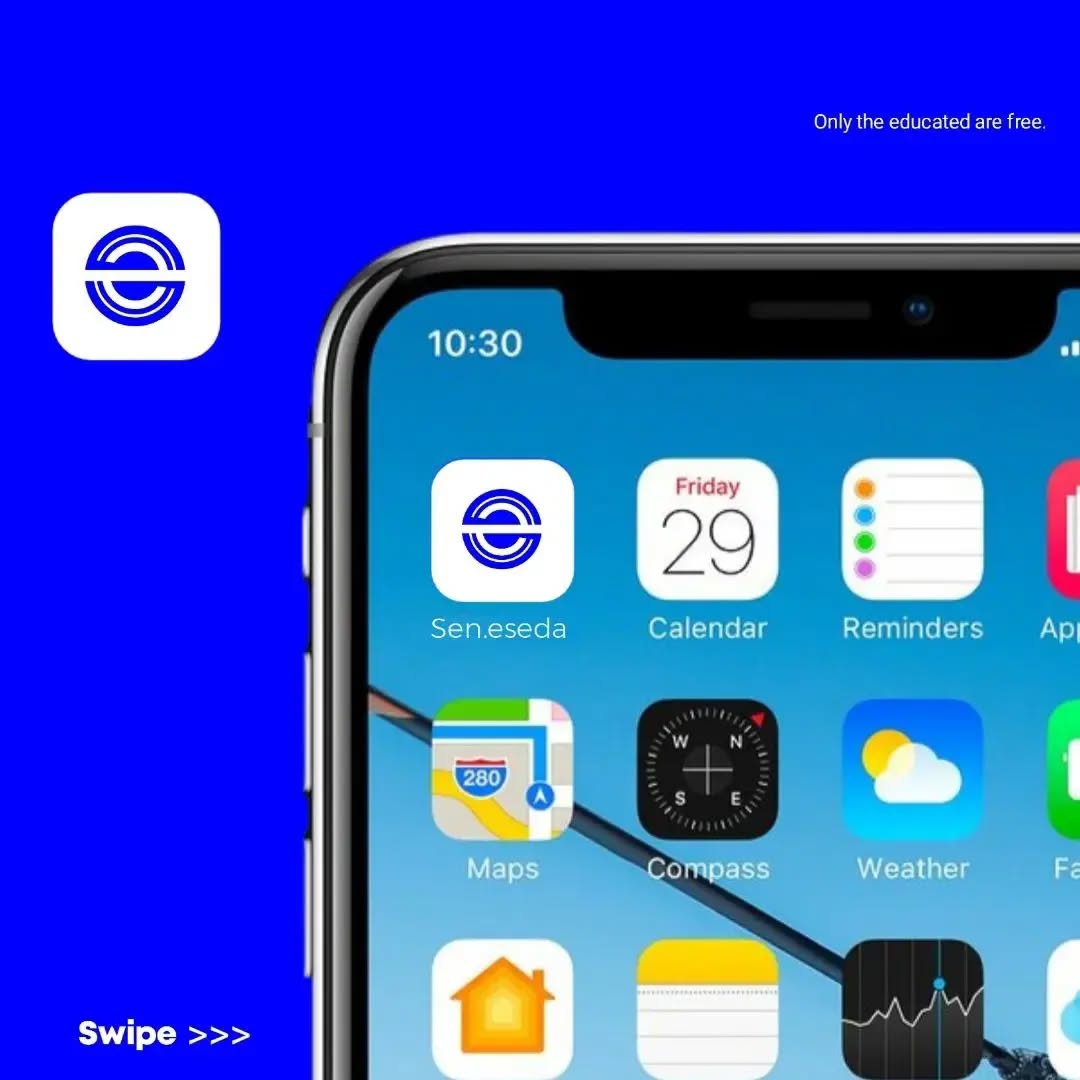 Only the educated are free.
10:30
Friday
29
Sen.eseda
Calendar
Reminders
280
W
N
S
E
Maps
Compass
Weather
Swipe >>>